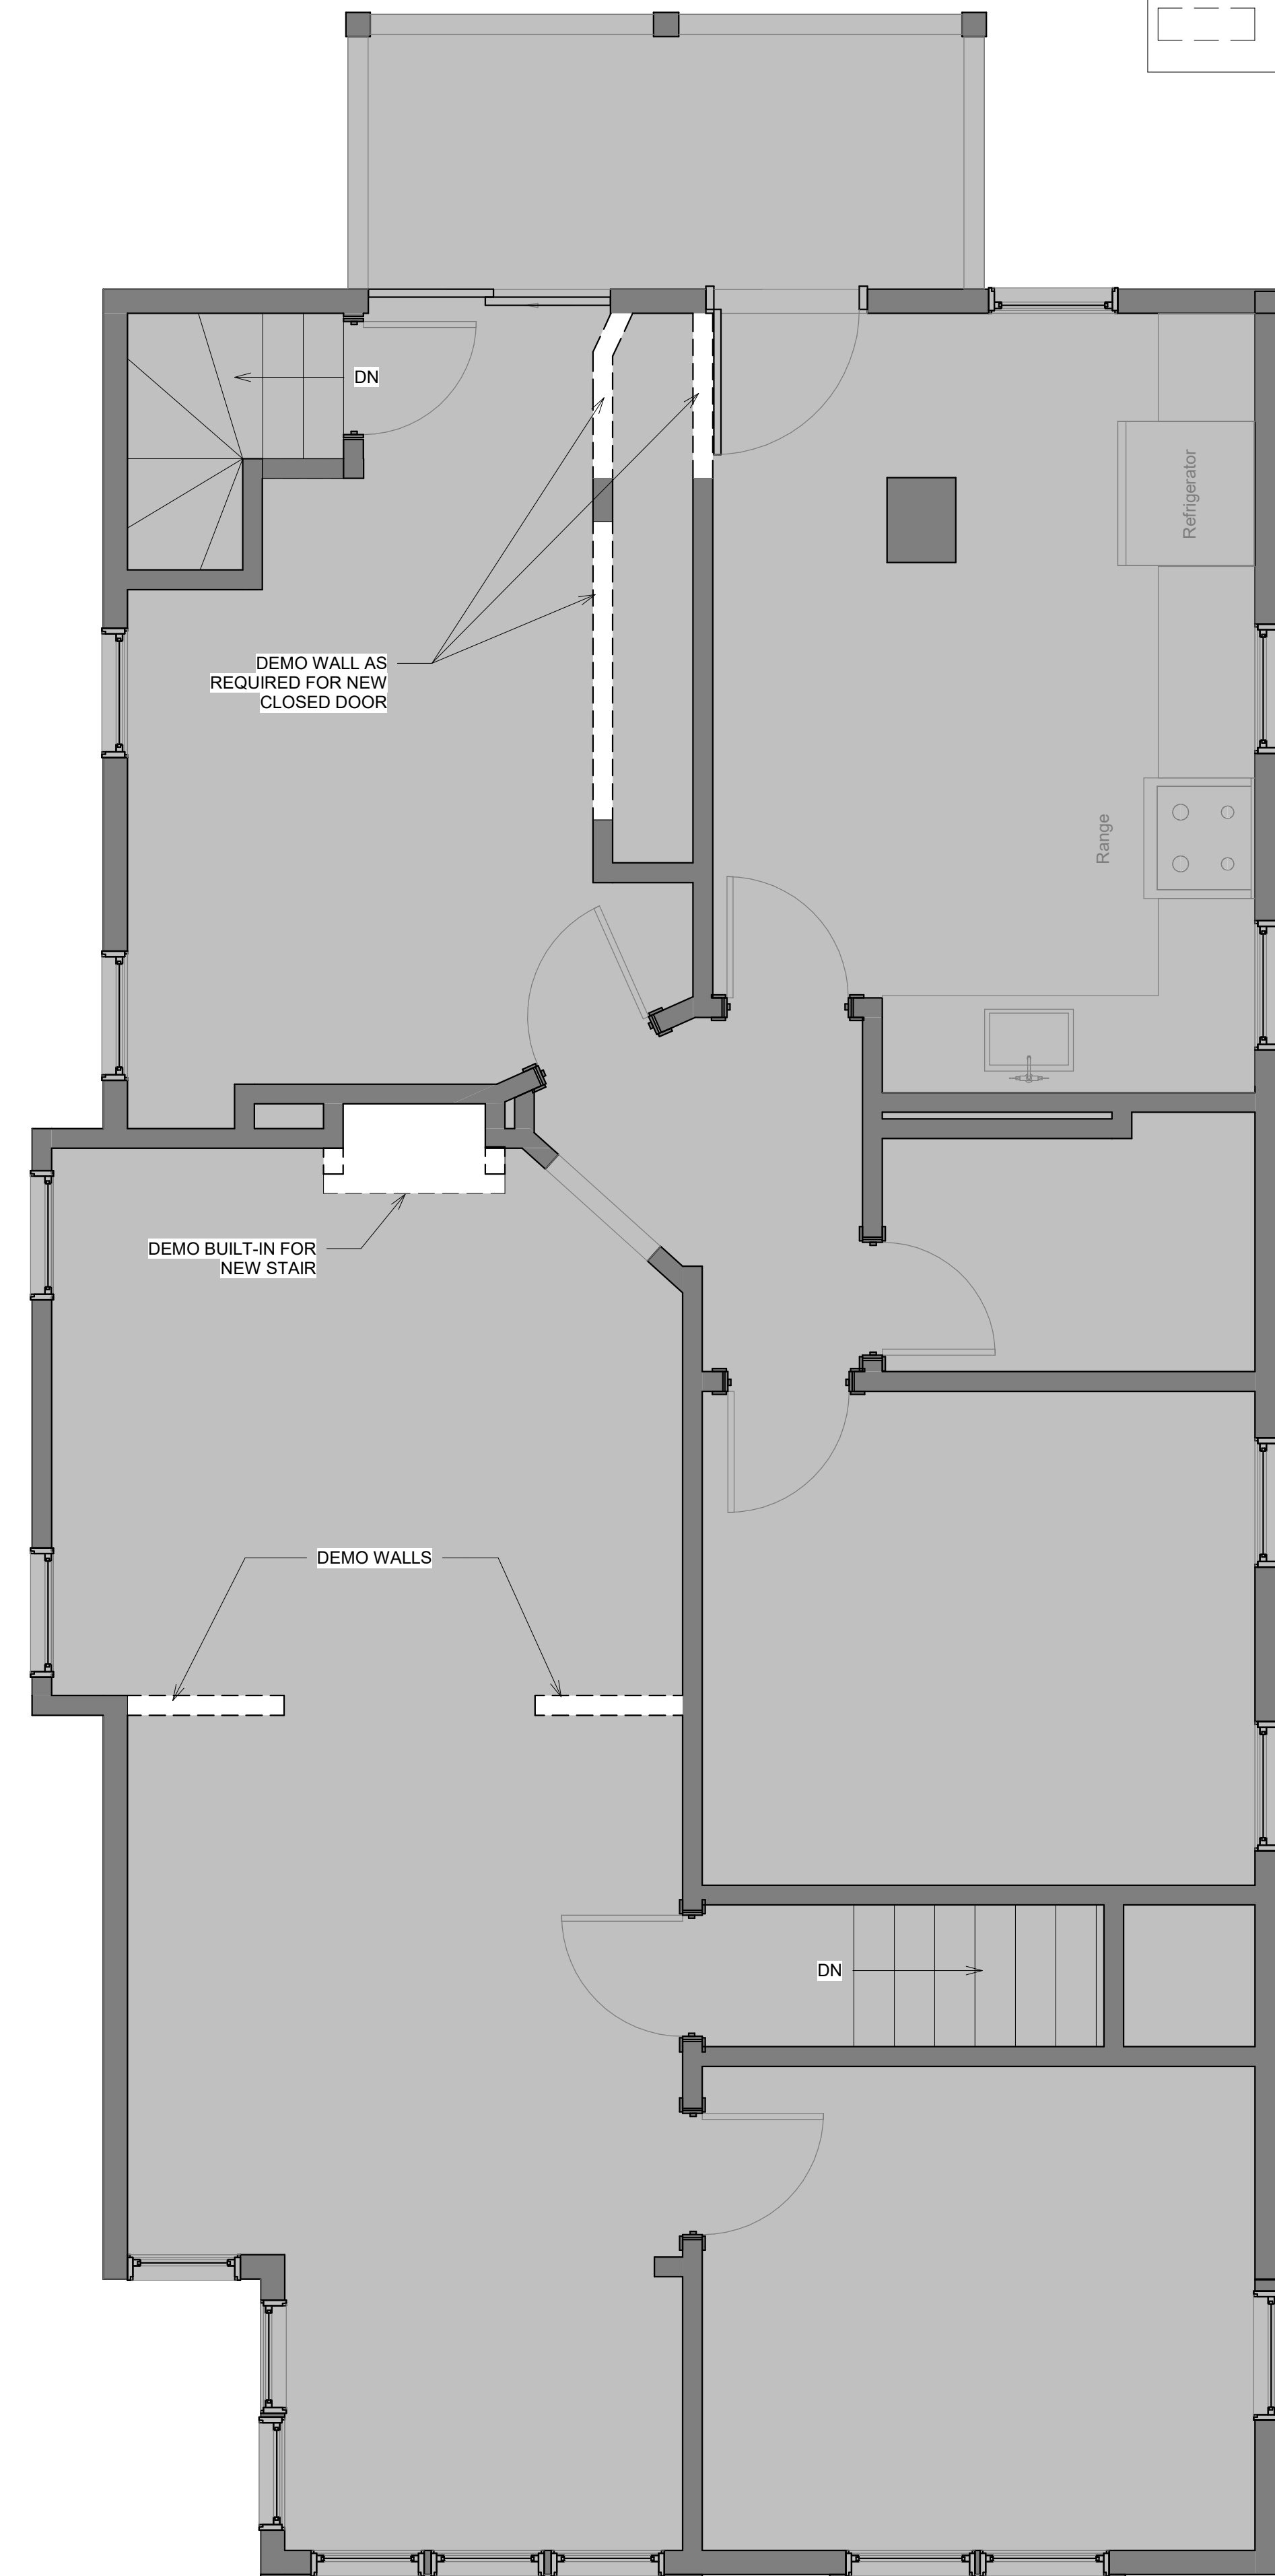 DN
Refrigerator
DEMO WALL AS
REQUIRED FOR NEW
CLOSED DOOR
Range
DEMO BUILT-IN FOR
NEW STAIR
DEMO WALLS
DN